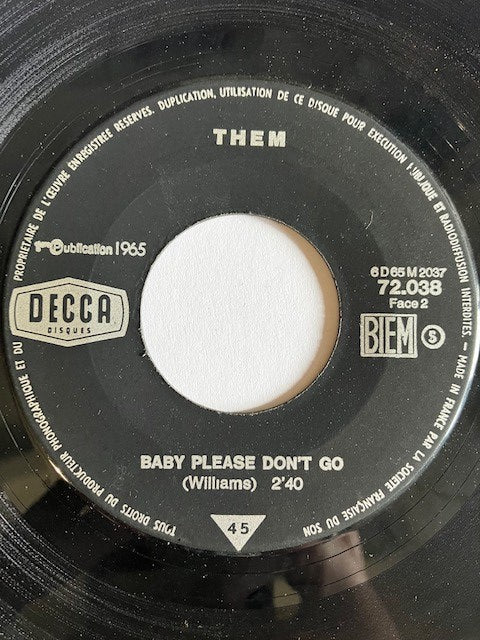 THEM
1re Publication 1965
DECCA
DISQUES
6 D 65 M 2037
72.038
Face 2
BIEM
S
BABY PLEASE DON'T GO
(Williams) 2'40
45
TOUS DROITS DU PRODUCTEUR PHONOGRAPHIQUE ET DU PROPRIETAIRE DE L'ŒUVRE ENREGISTREE RESERVES. DUPLICATION, UTILISATION DE CE DISQUE POUR EXECUTION PUBLIQUE ET RADIODIFFUSION INTERDITES. - MADE IN FRANCE PAR LA SOCIETE FRANÇAISE DU SON